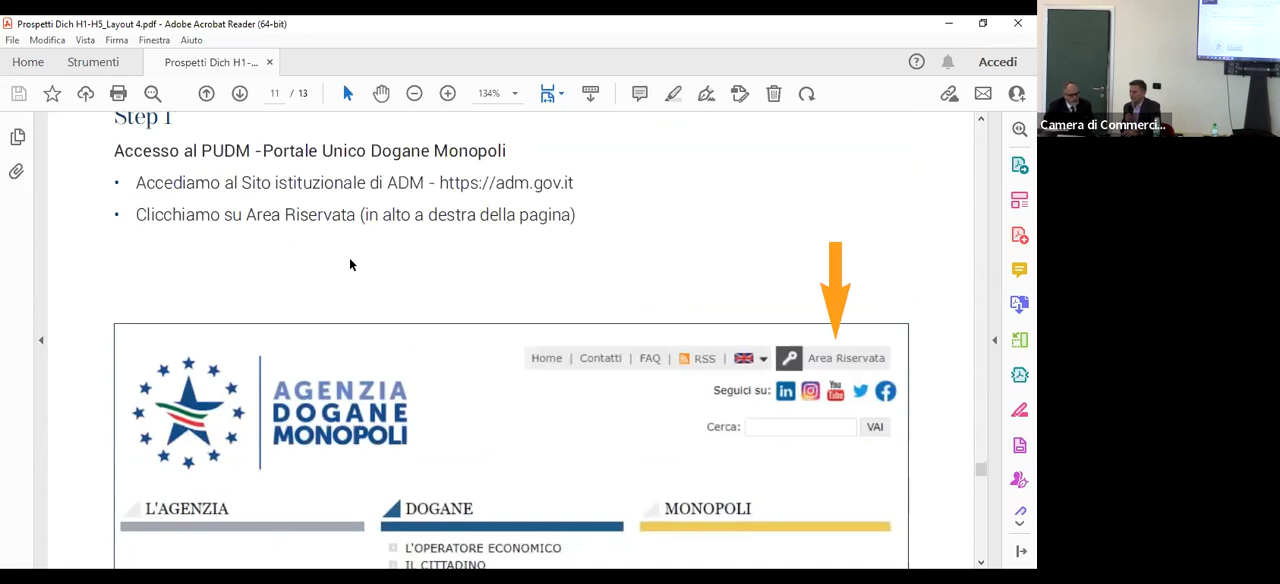 Prospetti Dich H1-H5_Layout 4.pdf - Adobe Acrobat Reader (64-bit)
File Modifica Vista Firma Finestra Aiuto
Home Strumenti Prospetti Dich H1-... × Accedi
11 / 13 134%
Step 1
Accesso al PUDM -Portale Unico Dogane Monopoli
• Accediamo al Sito istituzionale di ADM - https://adm.gov.it
• Clicchiamo su Area Riservata (in alto a destra della pagina)
Home | Contatti | FAQ | RSS | Area Riservata
Seguici su:
Cerca: VAI
AGENZIA
DOGANE
MONOPOLI
L'AGENZIA DOGANE MONOPOLI
L'OPERATORE ECONOMICO
IL CITTADINO
Camera di Commerci...